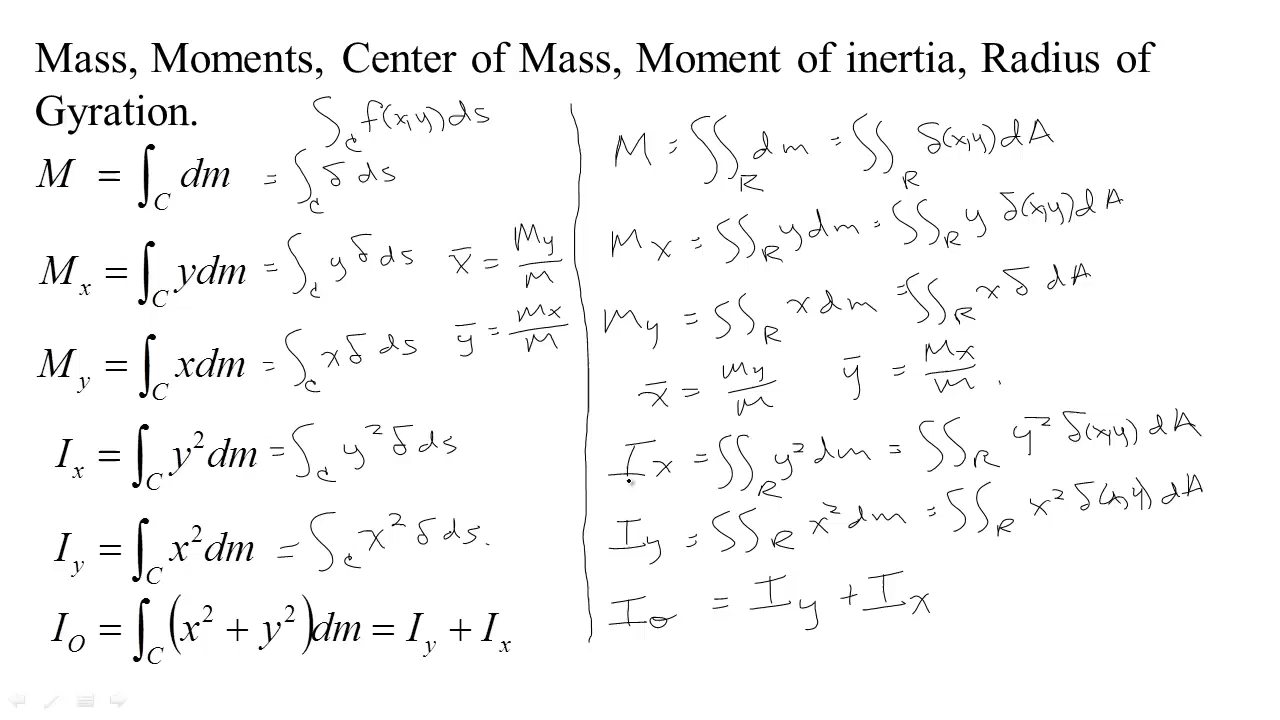 Mass, Moments, Center of Mass, Moment of inertia, Radius of
Gyration.
∫_C f(x,y) ds
M = ∫_C dm = ∫_C δ ds
M_x = ∫_C ydm = ∫_C y δ ds x̄ = M_y/M
M_y = ∫_C xdm = ∫_C x δ ds ȳ = M_x/M
I_x = ∫_C y² dm = ∫_C y² δ ds
I_y = ∫_C x² dm = ∫_C x² δ ds.
I_O = ∫_C (x² + y²)dm = I_y + I_x
M = ∬_R dm = ∬_R δ(x,y) dA
M_x = ∬_R y dm = ∬_R y δ(x,y) dA
M_y = ∬_R x dm = ∬_R x δ dA
x̄ = M_y/M ȳ = M_x/M .
I_x = ∬_R y² dm = ∬_R y² δ(x,y) dA
I_y = ∬_R x² dm = ∬_R x² δ(x,y) dA
I_o = I_y + I_x